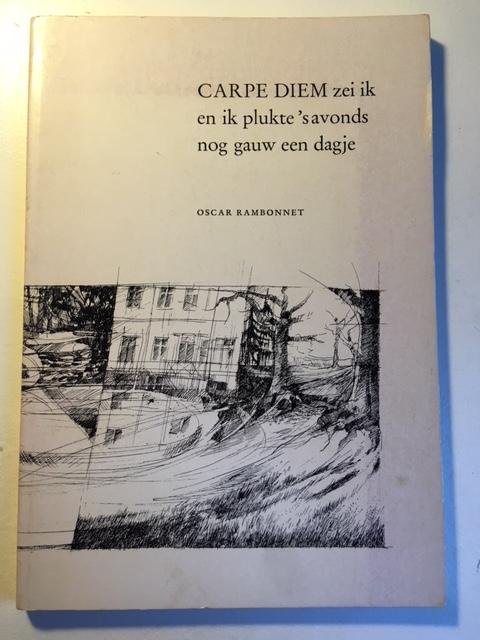 CARPE DIEM zei ik
en ik plukte 's avonds
nog gauw een dagje
OSCAR RAMBONNET